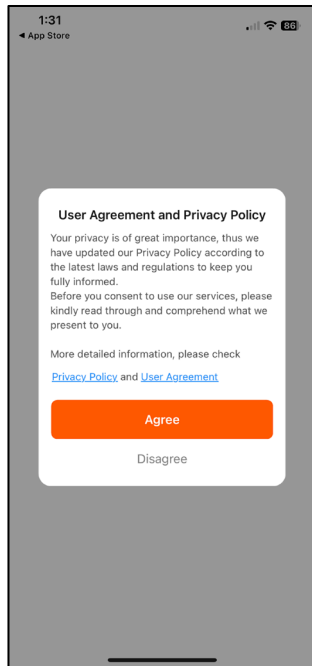 1:31
86
◀ App Store
User Agreement and Privacy Policy
Your privacy is of great importance, thus we
have updated our Privacy Policy according to
the latest laws and regulations to keep you
fully informed.
Before you consent to use our services, please
kindly read through and comprehend what we
present to you.
More detailed information, please check
Privacy Policy and User Agreement
Agree
Disagree